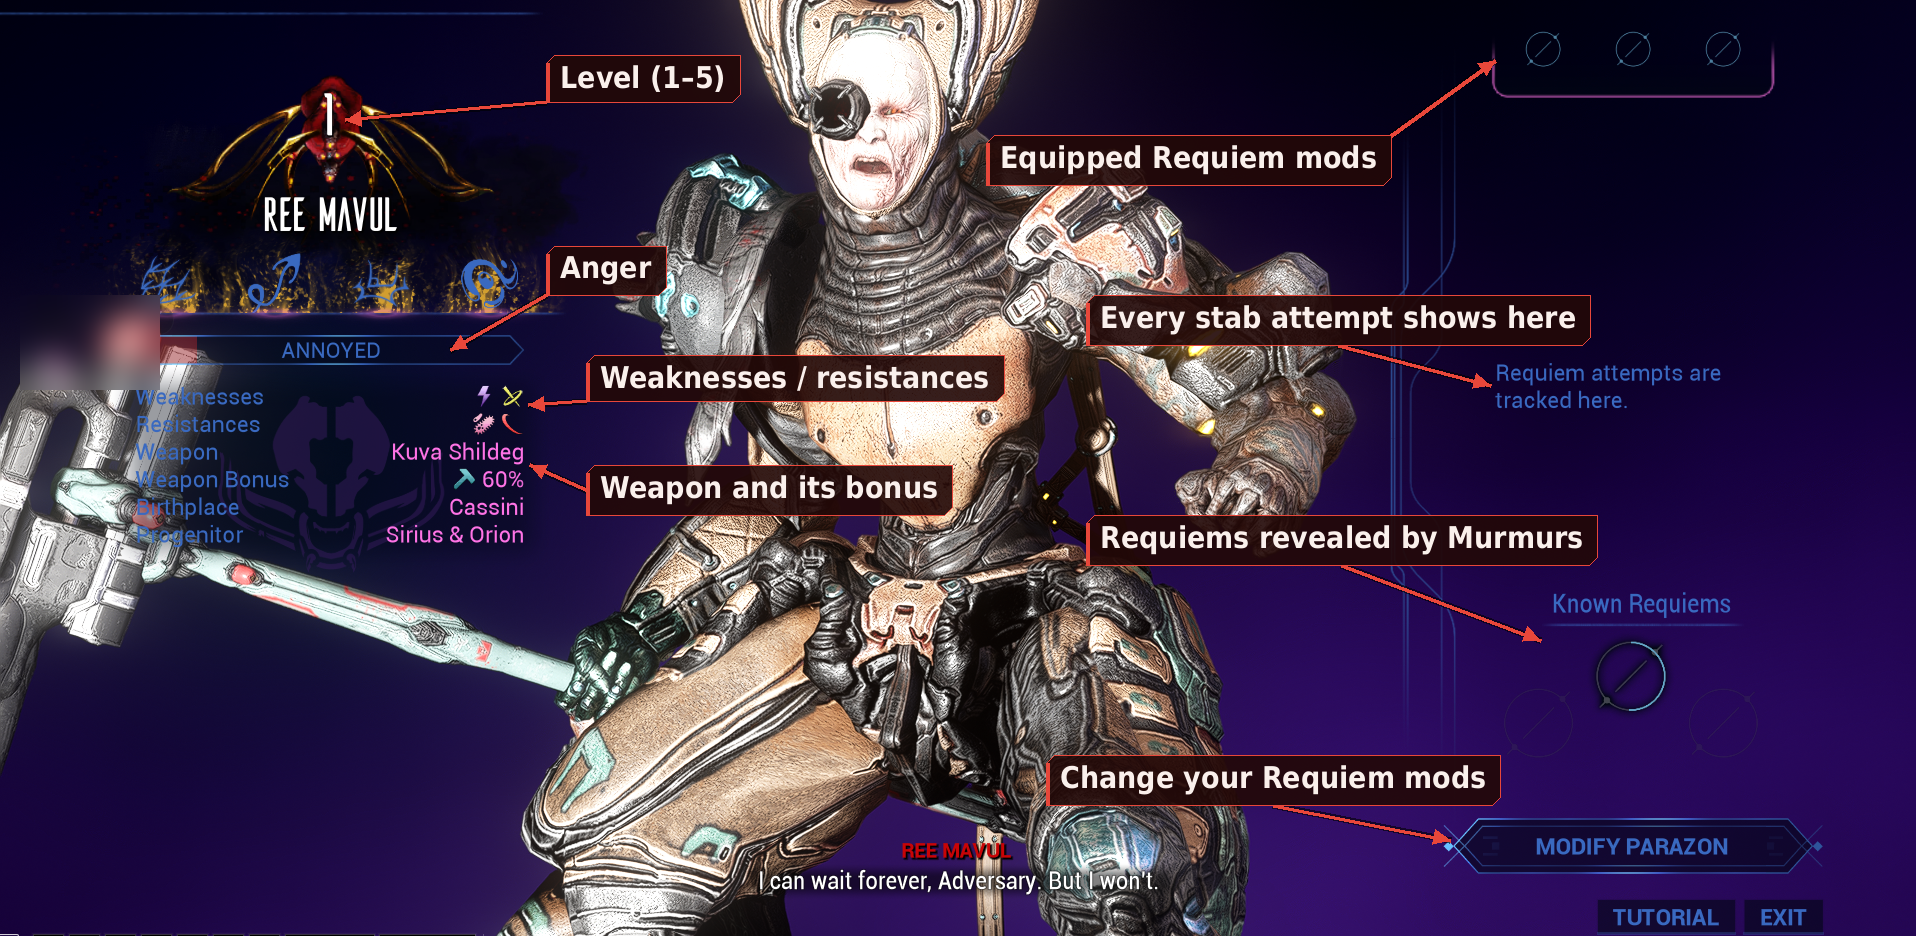 Level (1-5)
1
REE MAVUL
Equipped Requiem mods
Anger
ANNOYED
Every stab attempt shows here
Requiem attempts are
tracked here.
Weaknesses / resistances
Weaknesses
Resistances
Weapon Kuva Shildeg
Weapon Bonus 60%
Birthplace Cassini
Progenitor Sirius & Orion
Weapon and its bonus
Requiems revealed by Murmurs
Known Requiems
Change your Requiem mods
MODIFY PARAZON
REE MAVUL
I can wait forever, Adversary. But I won't.
TUTORIAL EXIT